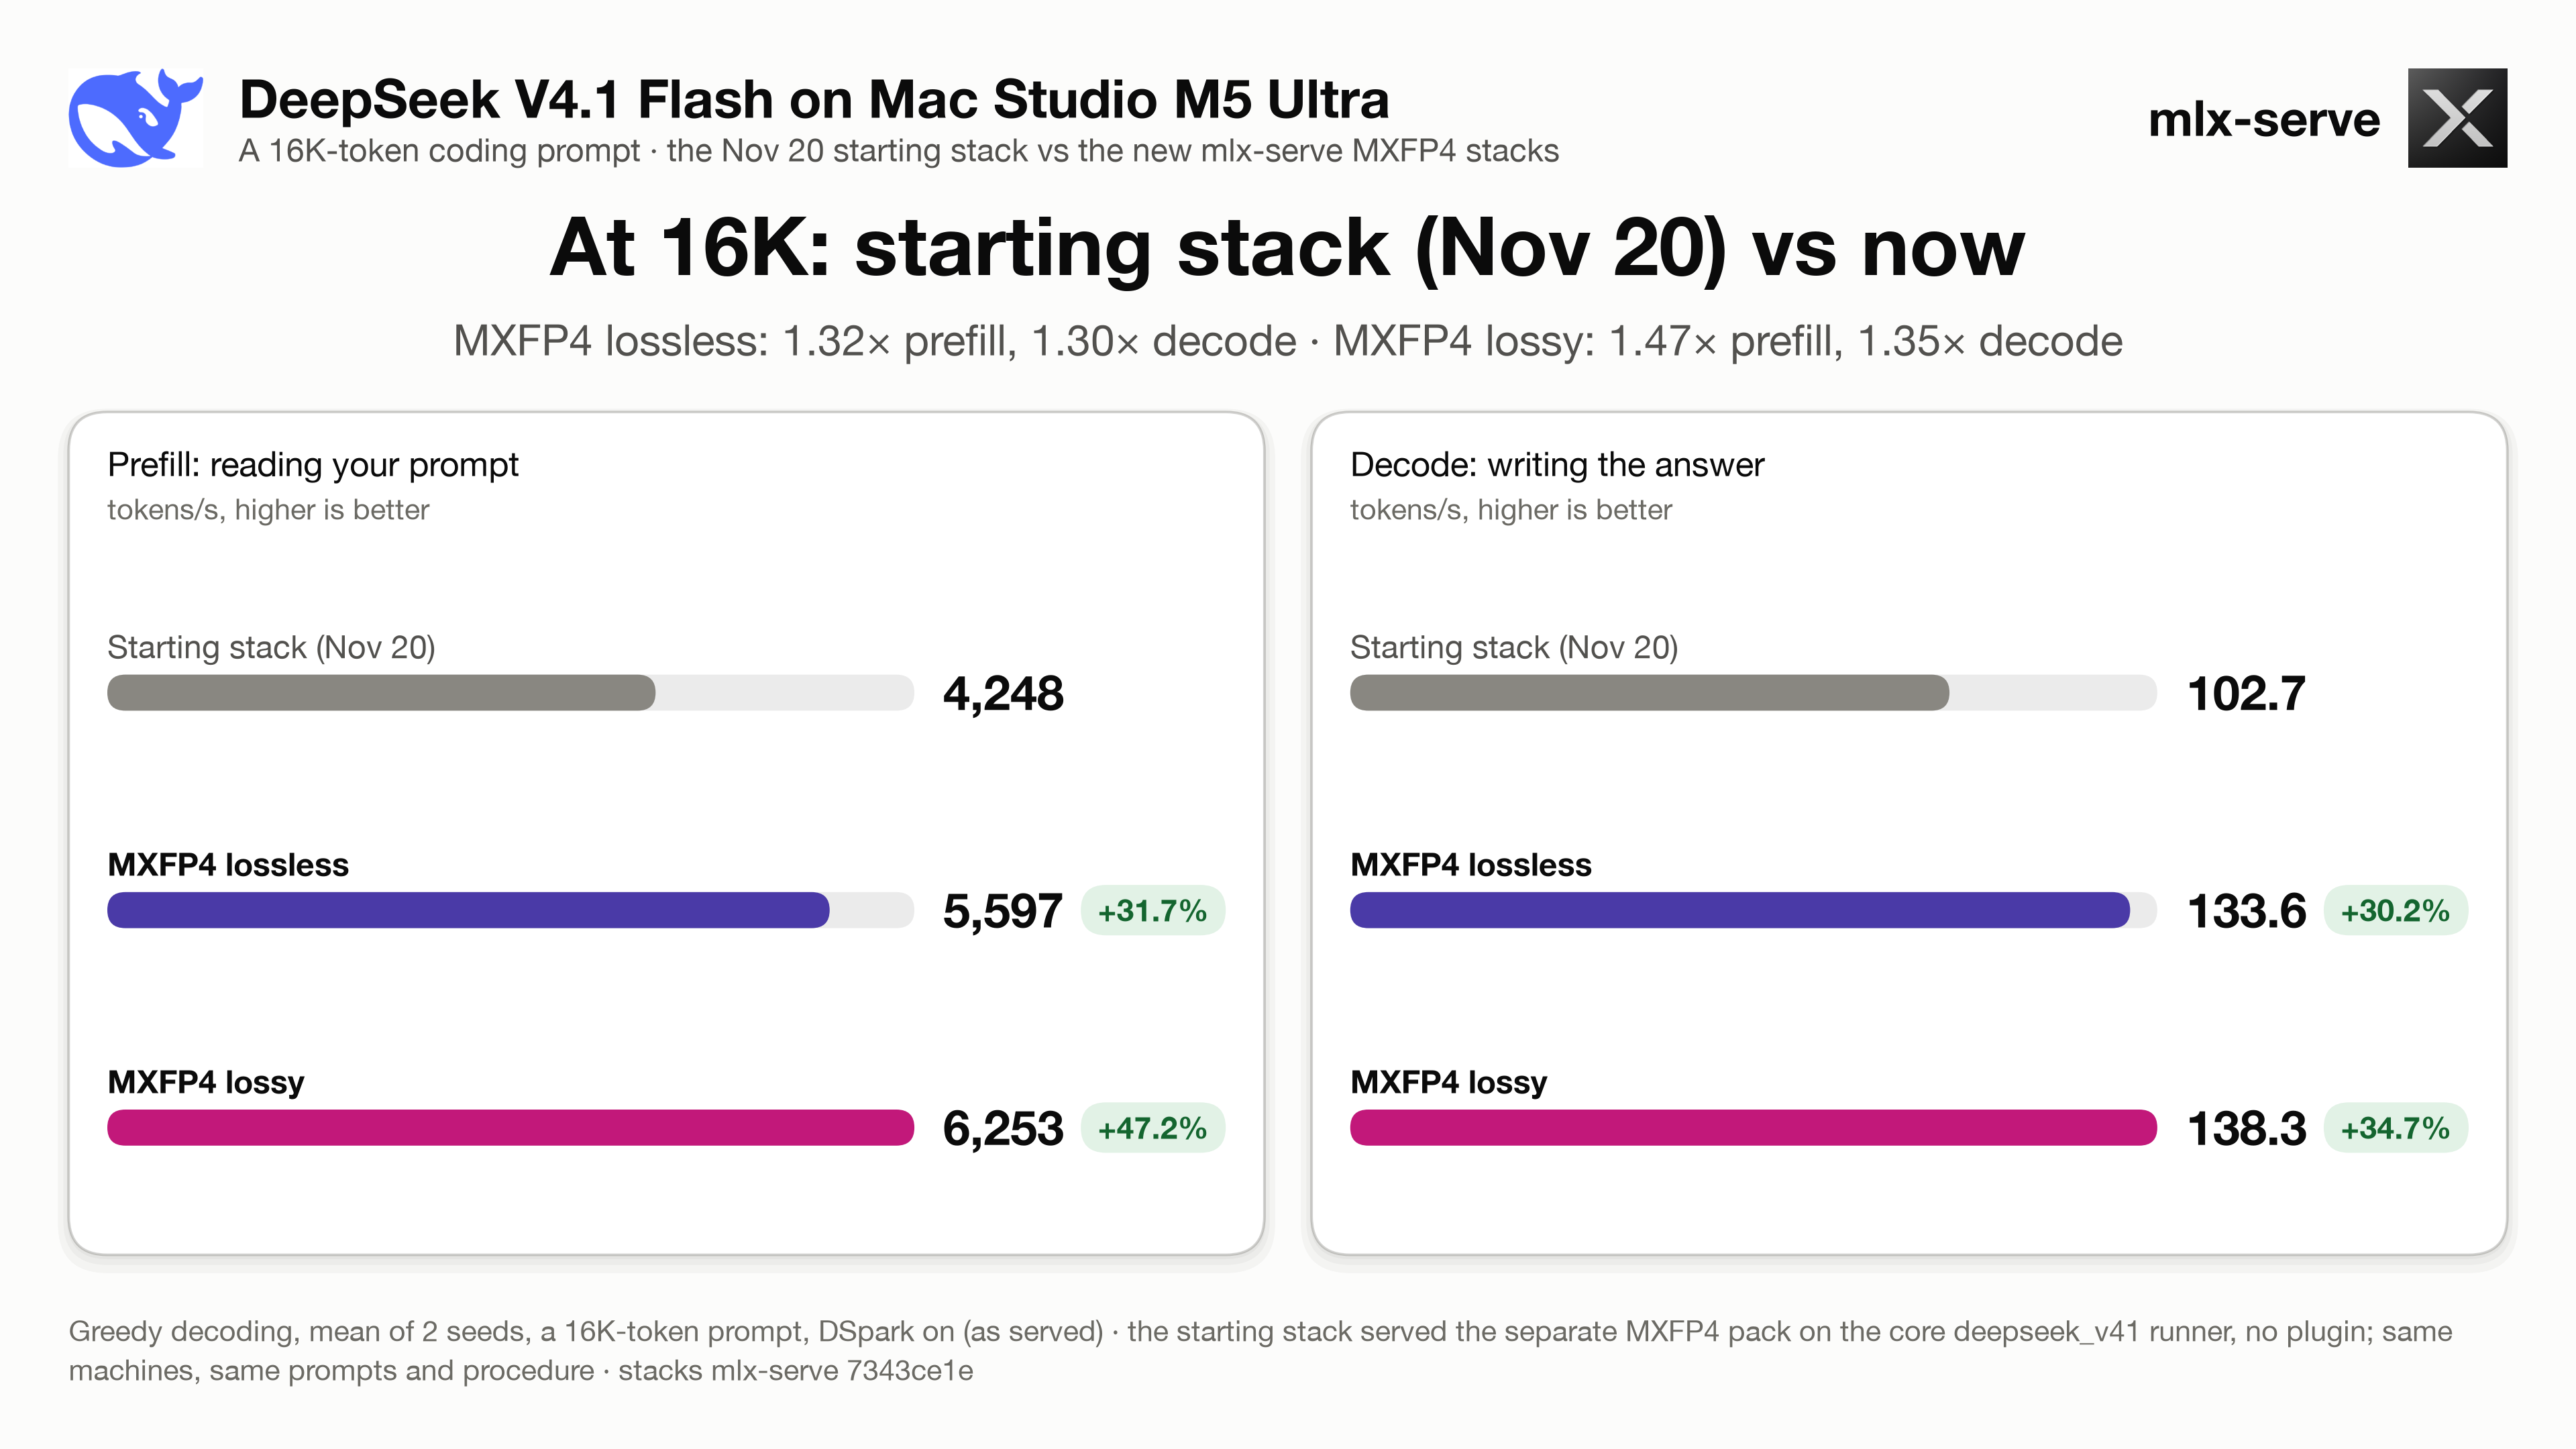 DeepSeek V4.1 Flash on Mac Studio M5 Ultra
A 16K-token coding prompt · the Nov 20 starting stack vs the new mlx-serve MXFP4 stacks
mlx-serve
At 16K: starting stack (Nov 20) vs now
MXFP4 lossless: 1.32× prefill, 1.30× decode · MXFP4 lossy: 1.47× prefill, 1.35× decode
Prefill: reading your prompt
tokens/s, higher is better
Starting stack (Nov 20)
4,248
MXFP4 lossless
5,597 +31.7%
MXFP4 lossy
6,253 +47.2%
Decode: writing the answer
tokens/s, higher is better
Starting stack (Nov 20)
102.7
MXFP4 lossless
133.6 +30.2%
MXFP4 lossy
138.3 +34.7%
Greedy decoding, mean of 2 seeds, a 16K-token prompt, DSpark on (as served) · the starting stack served the separate MXFP4 pack on the core deepseek_v41 runner, no plugin; same
machines, same prompts and procedure · stacks mlx-serve 7343ce1e